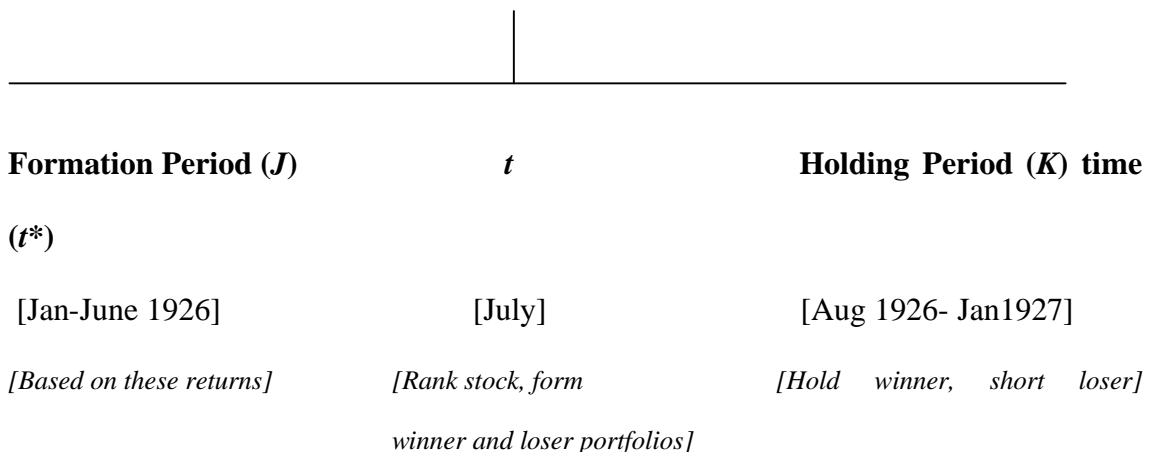 Formation Period (J) t Holding Period (K) time
(t*)
[Jan-June 1926] [July] [Aug 1926- Jan1927]
[Based on these returns] [Rank stock, form [Hold winner, short loser]
winner and loser portfolios]